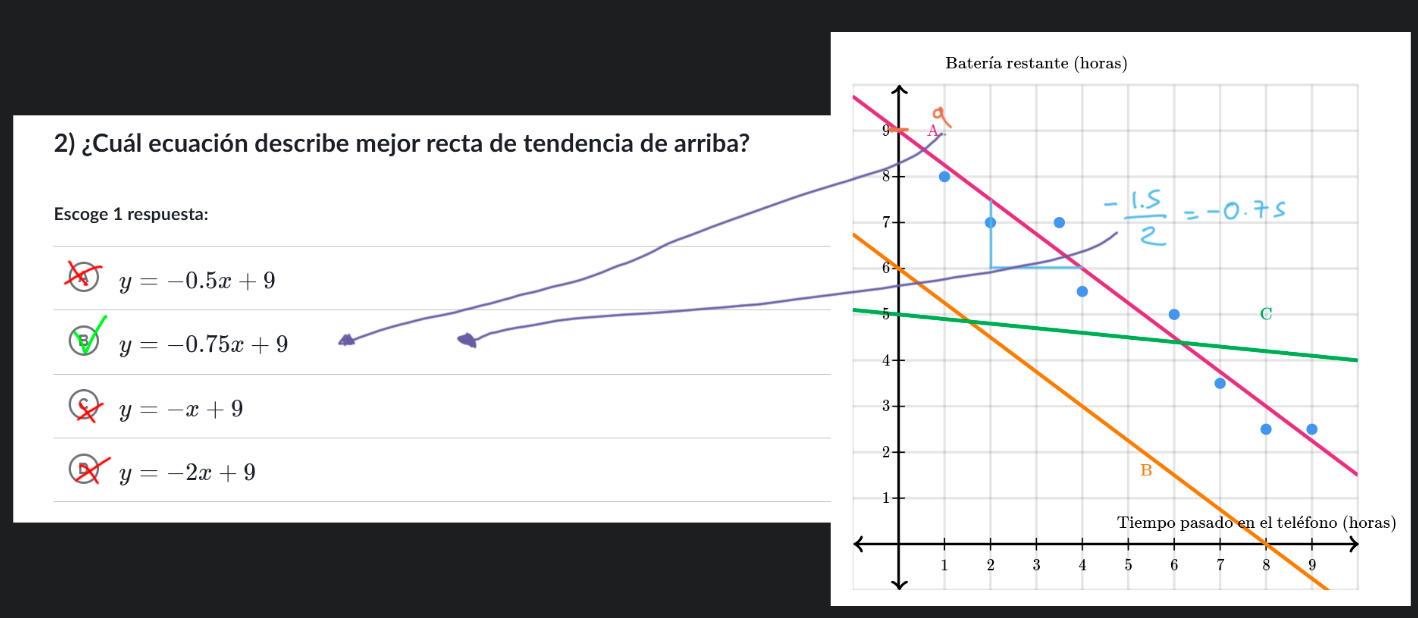 2) ¿Cuál ecuación describe mejor recta de tendencia de arriba?
Escoge 1 respuesta:
A y = −0.5x + 9
B y = −0.75x + 9
C y = −x + 9
D y = −2x + 9
Batería restante (horas)
9
A
9
8
7
6
5
4
3
2
1
−1.5/2 = −0.75
C
B
Tiempo pasado en el teléfono (horas)
1 2 3 4 5 6 7 8 9